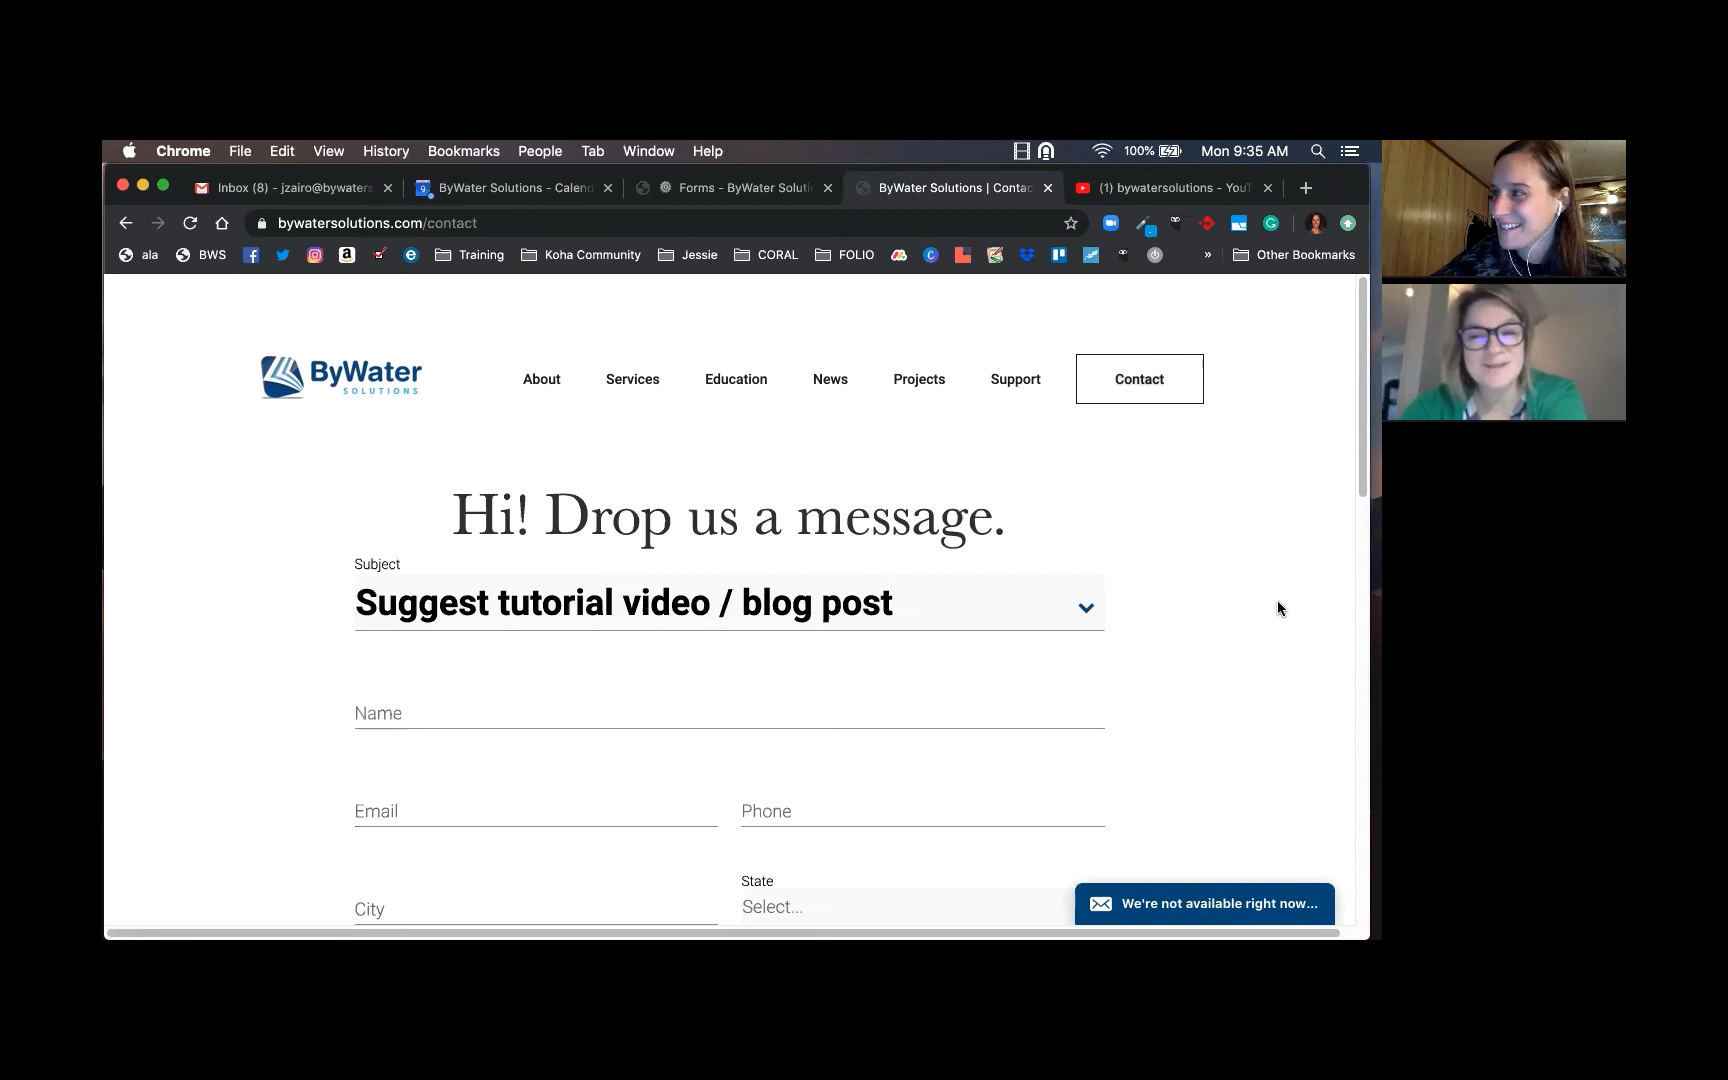 Chrome File Edit View History Bookmarks People Tab Window Help 100% Mon 9:35 AM
Inbox (8) - jzairo@bywaters ByWater Solutions - Calend Forms - ByWater Soluti ByWater Solutions | Contac (1) bywatersolutions - YouT
bywatersolutions.com/contact
ala BWS Training Koha Community Jessie CORAL FOLIO » Other Bookmarks
ByWater
SOLUTIONS
About Services Education News Projects Support Contact
Hi! Drop us a message.
Subject
Suggest tutorial video / blog post
Name
Email Phone
State
City Select...
We're not available right now...